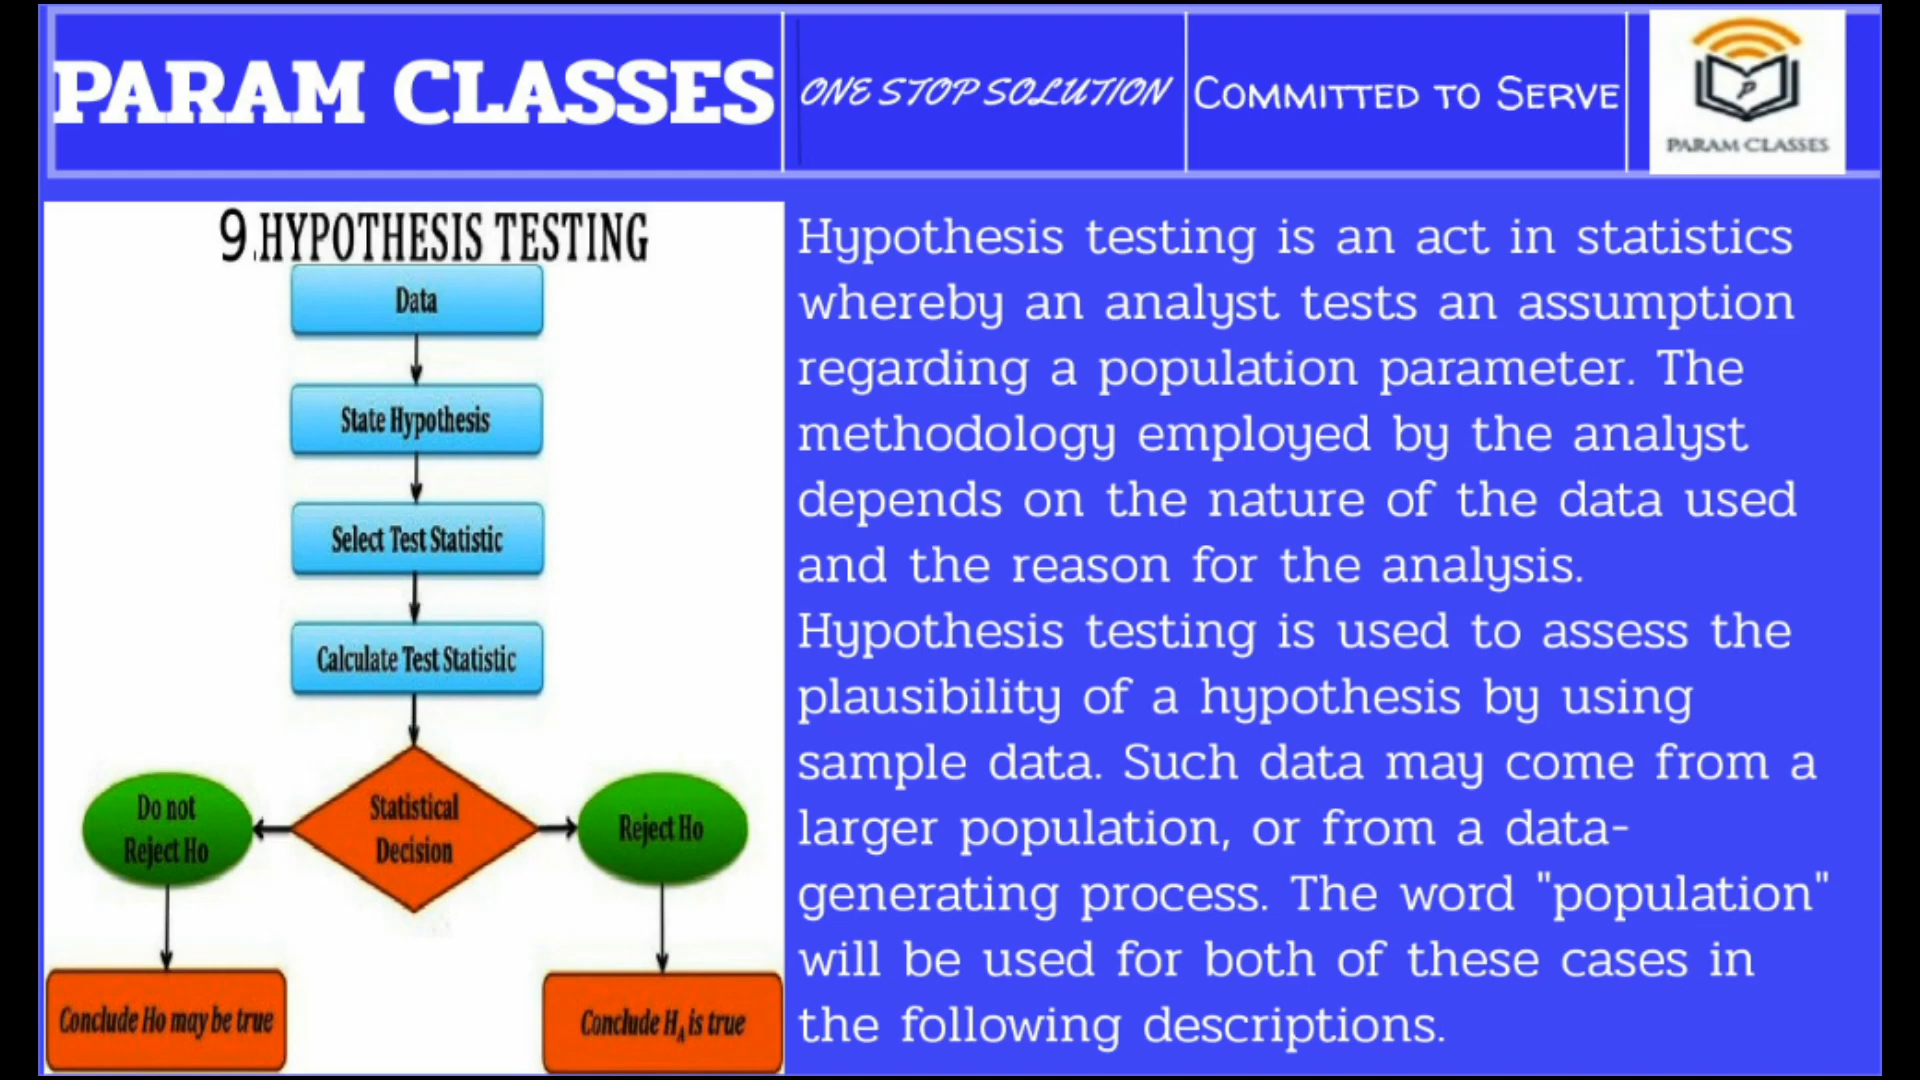 PARAM CLASSES
ONE STOP SOLUTION
COMMITTED TO SERVE
P
PARAM CLASSES
9.HYPOTHESIS TESTING
Data
State Hypothesis
Select Test Statistic
Calculate Test Statistic
Statistical
Decision
Do not
Reject Ho
Reject Ho
Conclude Ho may be true
Conclude HA is true
Hypothesis testing is an act in statistics
whereby an analyst tests an assumption
regarding a population parameter. The
methodology employed by the analyst
depends on the nature of the data used
and the reason for the analysis.
Hypothesis testing is used to assess the
plausibility of a hypothesis by using
sample data. Such data may come from a
larger population, or from a data-
generating process. The word "population"
will be used for both of these cases in
the following descriptions.